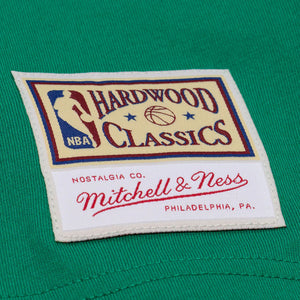 HARDWOOD
NBA
CLASSICS
NOSTALGIA CO.
Mitchell & Ness
PHILADELPHIA, PA.